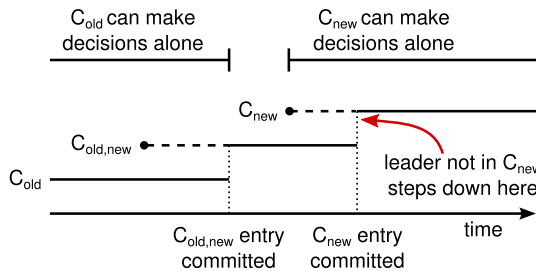 C_old can make
decisions alone
C_new can make
decisions alone
C_new
C_old,new
C_old
leader not in C_new
steps down here
time
C_old,new entry
committed
C_new entry
committed